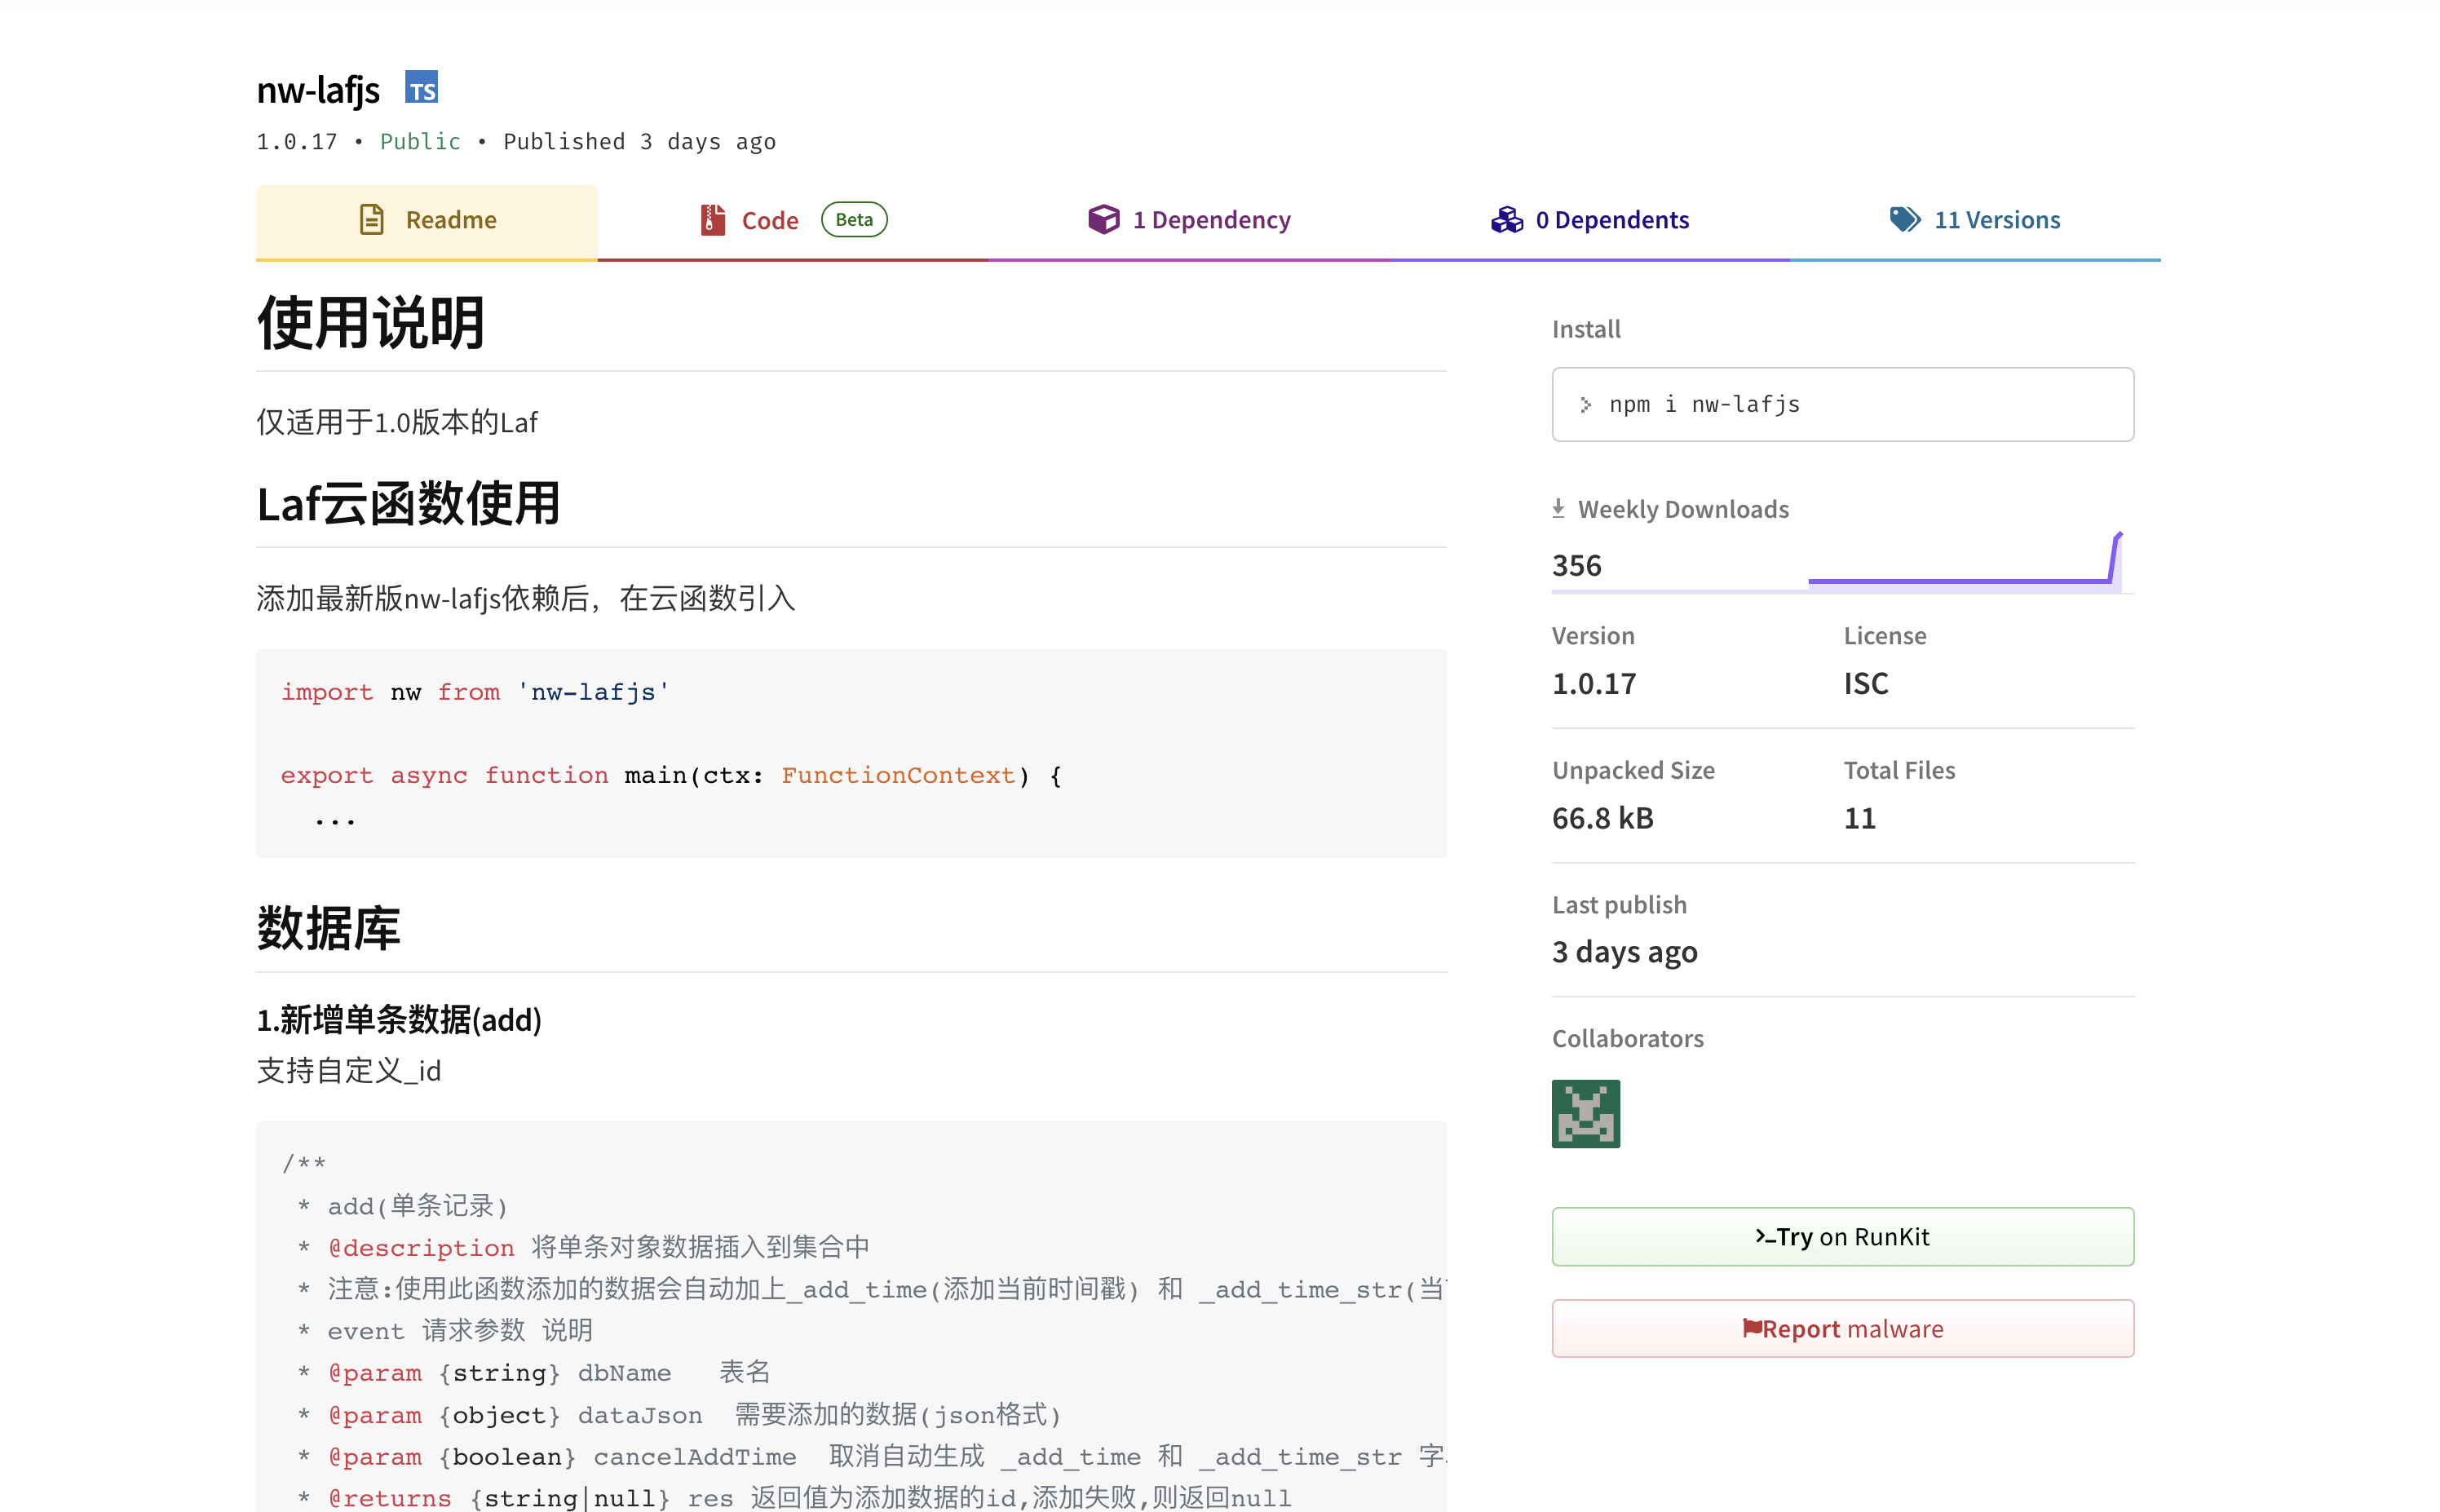 nw-lafjs TS
1.0.17 • Public • Published 3 days ago
Readme
Code Beta
1 Dependency
0 Dependents
11 Versions
使用说明
仅适用于1.0版本的Laf
Laf云函数使用
添加最新版nw-lafjs依赖后，在云函数引入
import nw from 'nw-lafjs'
export async function main(ctx: FunctionContext) {
...
数据库
1.新增单条数据(add)
支持自定义_id
/**
* add(单条记录)
* @description 将单条对象数据插入到集合中
* 注意:使用此函数添加的数据会自动加上_add_time(添加当前时间戳) 和 _add_time_str(当
* event 请求参数 说明
* @param {string} dbName 表名
* @param {object} dataJson 需要添加的数据(json格式)
* @param {boolean} cancelAddTime 取消自动生成 _add_time 和 _add_time_str 字
* @returns {string|null} res 返回值为添加数据的id,添加失败,则返回null
Install
npm i nw-lafjs
Weekly Downloads
356
Version
License
1.0.17
ISC
Unpacked Size
Total Files
66.8 kB
11
Last publish
3 days ago
Collaborators
>_Try on RunKit
Report malware